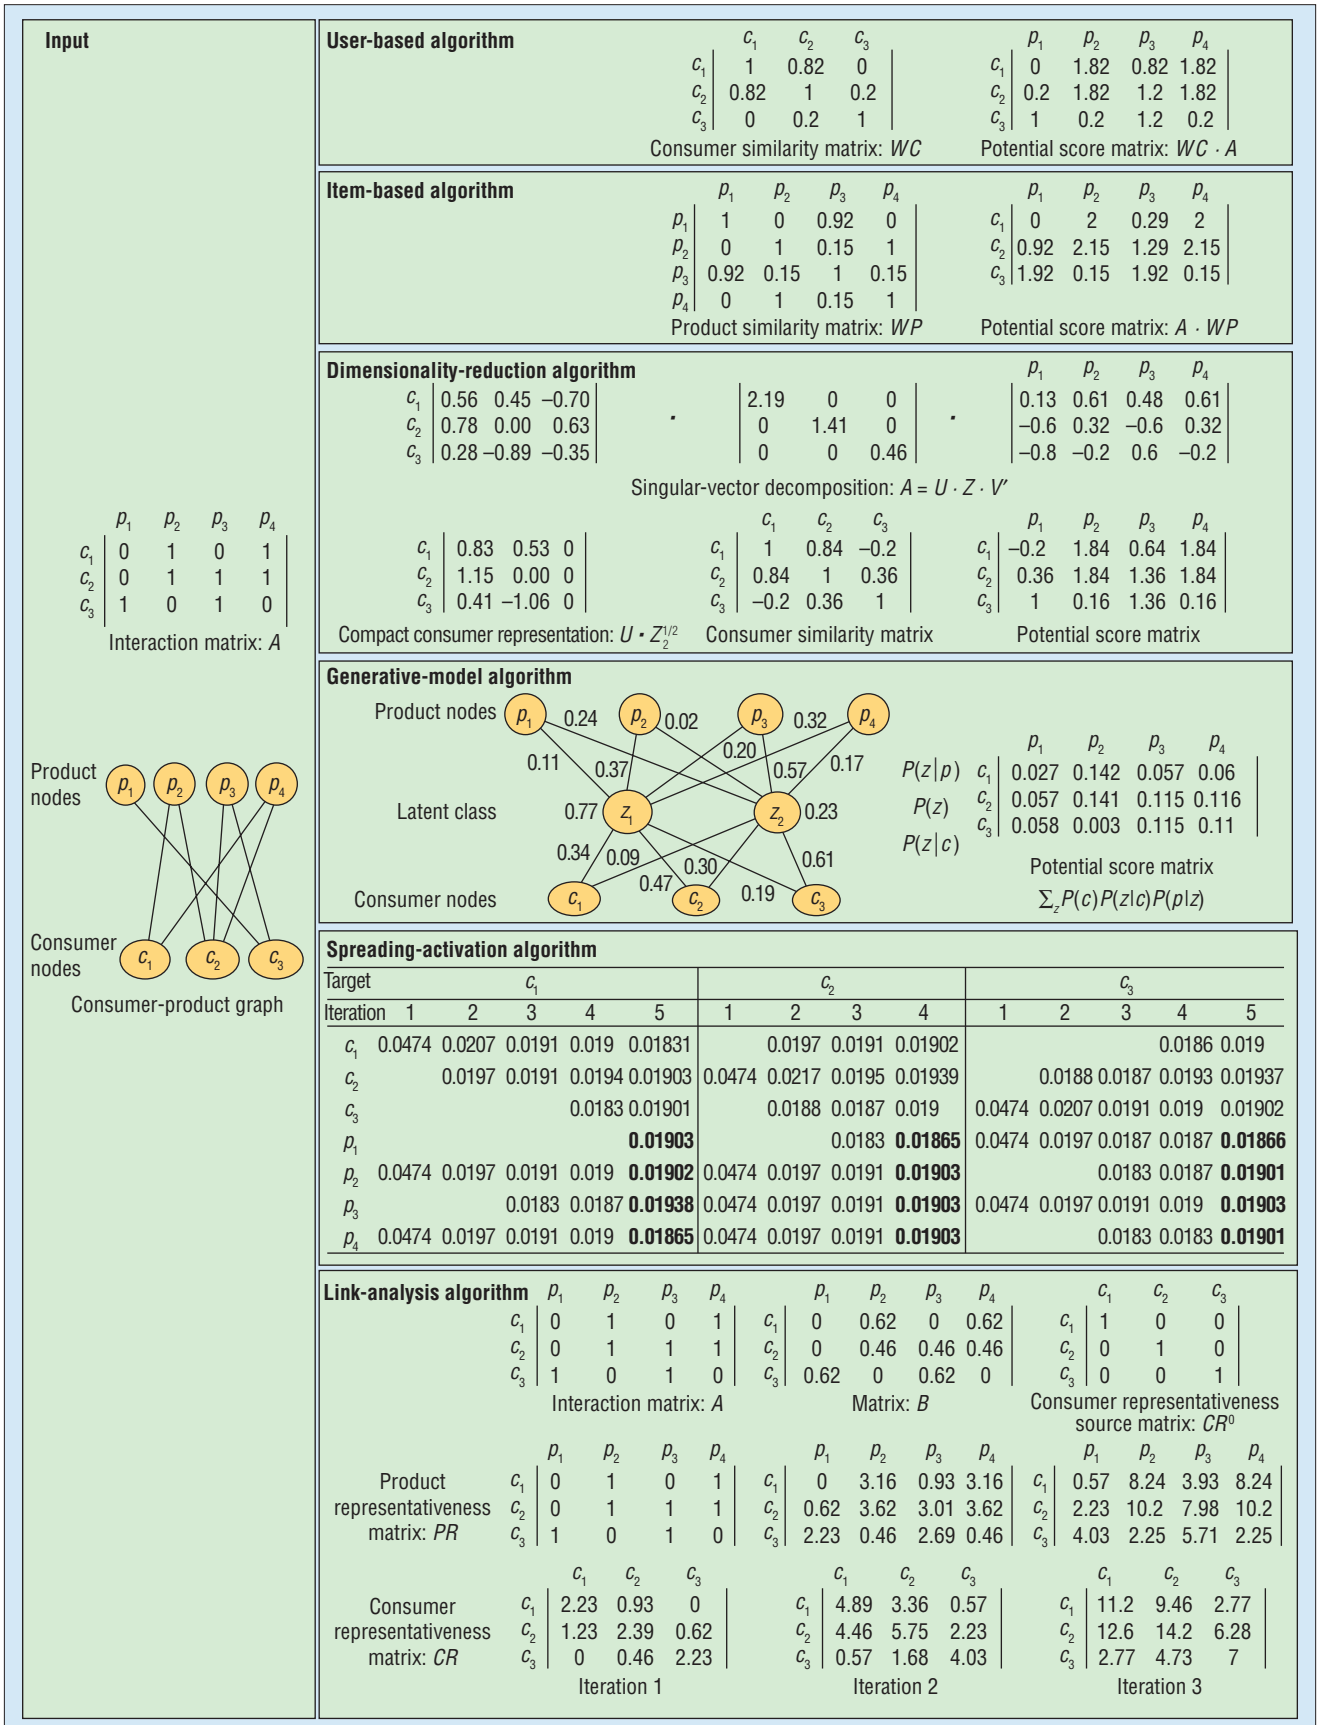 Input
p1 p2 p3 p4
c1 0 1 0 1
c2 0 1 1 1
c3 1 0 1 0
Interaction matrix: A
Product nodes
p1 p2 p3 p4
Consumer nodes
c1 c2 c3
Consumer-product graph
User-based algorithm
c1 c2 c3
c1 1 0.82 0
c2 0.82 1 0.2
c3 0 0.2 1
Consumer similarity matrix: WC
p1 p2 p3 p4
c1 0 1.82 0.82 1.82
c2 0.2 1.82 1.2 1.82
c3 1 0.2 1.2 0.2
Potential score matrix: WC · A
Item-based algorithm
p1 p2 p3 p4
p1 1 0 0.92 0
p2 0 1 0.15 1
p3 0.92 0.15 1 0.15
p4 0 1 0.15 1
Product similarity matrix: WP
p1 p2 p3 p4
c1 0 2 0.29 2
c2 0.92 2.15 1.29 2.15
c3 1.92 0.15 1.92 0.15
Potential score matrix: A · WP
Dimensionality-reduction algorithm
c1 0.56 0.45 –0.70
c2 0.78 0.00 0.63
c3 0.28 –0.89 –0.35
·
2.19 0 0
0 1.41 0
0 0 0.46
·
p1 p2 p3 p4
0.13 0.61 0.48 0.61
–0.6 0.32 –0.6 0.32
–0.8 –0.2 0.6 –0.2
Singular-vector decomposition: A = U · Z · V′
c1 0.83 0.53 0
c2 1.15 0.00 0
c3 0.41 –1.06 0
Compact consumer representation: U · Z2^1/2
c1 c2 c3
c1 1 0.84 –0.2
c2 0.84 1 0.36
c3 –0.2 0.36 1
Consumer similarity matrix
p1 p2 p3 p4
c1 –0.2 1.84 0.64 1.84
c2 0.36 1.84 1.36 1.84
c3 1 0.16 1.36 0.16
Potential score matrix
Generative-model algorithm
Product nodes p1 0.24 p2 0.02 p3 0.32 p4
0.11 0.37 0.20 0.57 0.17
Latent class 0.77 z1 z2 0.23
0.34 0.09 0.47 0.30 0.19 0.61
Consumer nodes c1 c2 c3
P(z|p)
P(z)
P(z|c)
p1 p2 p3 p4
c1 0.027 0.142 0.057 0.06
c2 0.057 0.141 0.115 0.116
c3 0.058 0.003 0.115 0.11
Potential score matrix
∑z P(c)P(z|c)P(p|z)
Spreading-activation algorithm
Target c1 c2 c3
Iteration 1 2 3 4 5 1 2 3 4 1 2 3 4 5
c1 0.0474 0.0207 0.0191 0.019 0.01831 0.0197 0.0191 0.01902 0.0186 0.019
c2 0.0197 0.0191 0.0194 0.01903 0.0474 0.0217 0.0195 0.01939 0.0188 0.0187 0.0193 0.01937
c3 0.0183 0.01901 0.0188 0.0187 0.019 0.0474 0.0207 0.0191 0.019 0.01902
p1 0.01903 0.0183 0.01865 0.0474 0.0197 0.0187 0.0187 0.01866
p2 0.0474 0.0197 0.0191 0.019 0.01902 0.0474 0.0197 0.0191 0.01903 0.0183 0.0187 0.01901
p3 0.0183 0.0187 0.01938 0.0474 0.0197 0.0191 0.01903 0.0474 0.0197 0.0191 0.019 0.01903
p4 0.0474 0.0197 0.0191 0.019 0.01865 0.0474 0.0197 0.0191 0.01903 0.0183 0.0183 0.01901
Link-analysis algorithm
p1 p2 p3 p4
c1 0 1 0 1
c2 0 1 1 1
c3 1 0 1 0
Interaction matrix: A
p1 p2 p3 p4
c1 0 0.62 0 0.62
c2 0 0.46 0.46 0.46
c3 0.62 0 0.62 0
Matrix: B
c1 c2 c3
c1 1 0 0
c2 0 1 0
c3 0 0 1
Consumer representativeness
source matrix: CR⁰
Product
representativeness
matrix: PR
p1 p2 p3 p4
c1 0 1 0 1
c2 0 1 1 1
c3 1 0 1 0
p1 p2 p3 p4
c1 0 3.16 0.93 3.16
c2 0.62 3.62 3.01 3.62
c3 2.23 0.46 2.69 0.46
p1 p2 p3 p4
c1 0.57 8.24 3.93 8.24
c2 2.23 10.2 7.98 10.2
c3 4.03 2.25 5.71 2.25
Consumer
representativeness
matrix: CR
c1 c2 c3
c1 2.23 0.93 0
c2 1.23 2.39 0.62
c3 0 0.46 2.23
Iteration 1
c1 c2 c3
c1 4.89 3.36 0.57
c2 4.46 5.75 2.23
c3 0.57 1.68 4.03
Iteration 2
c1 c2 c3
c1 11.2 9.46 2.77
c2 12.6 14.2 6.28
c3 2.77 4.73 7
Iteration 3